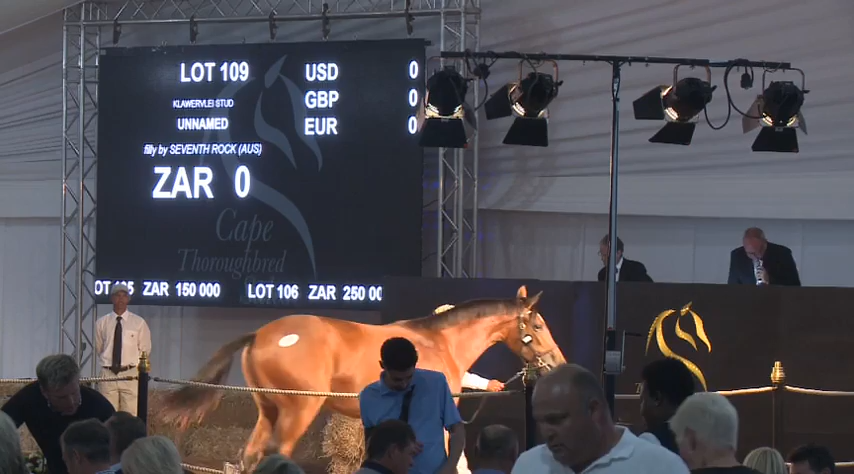 LOT 109
USD 0
KLAWERVLEI STUD
GBP 0
UNNAMED
EUR 0
filly by SEVENTH ROCK (AUS)
ZAR 0
Cape
Thoroughbred
ZAR 150 000 LOT 106 ZAR 250 00